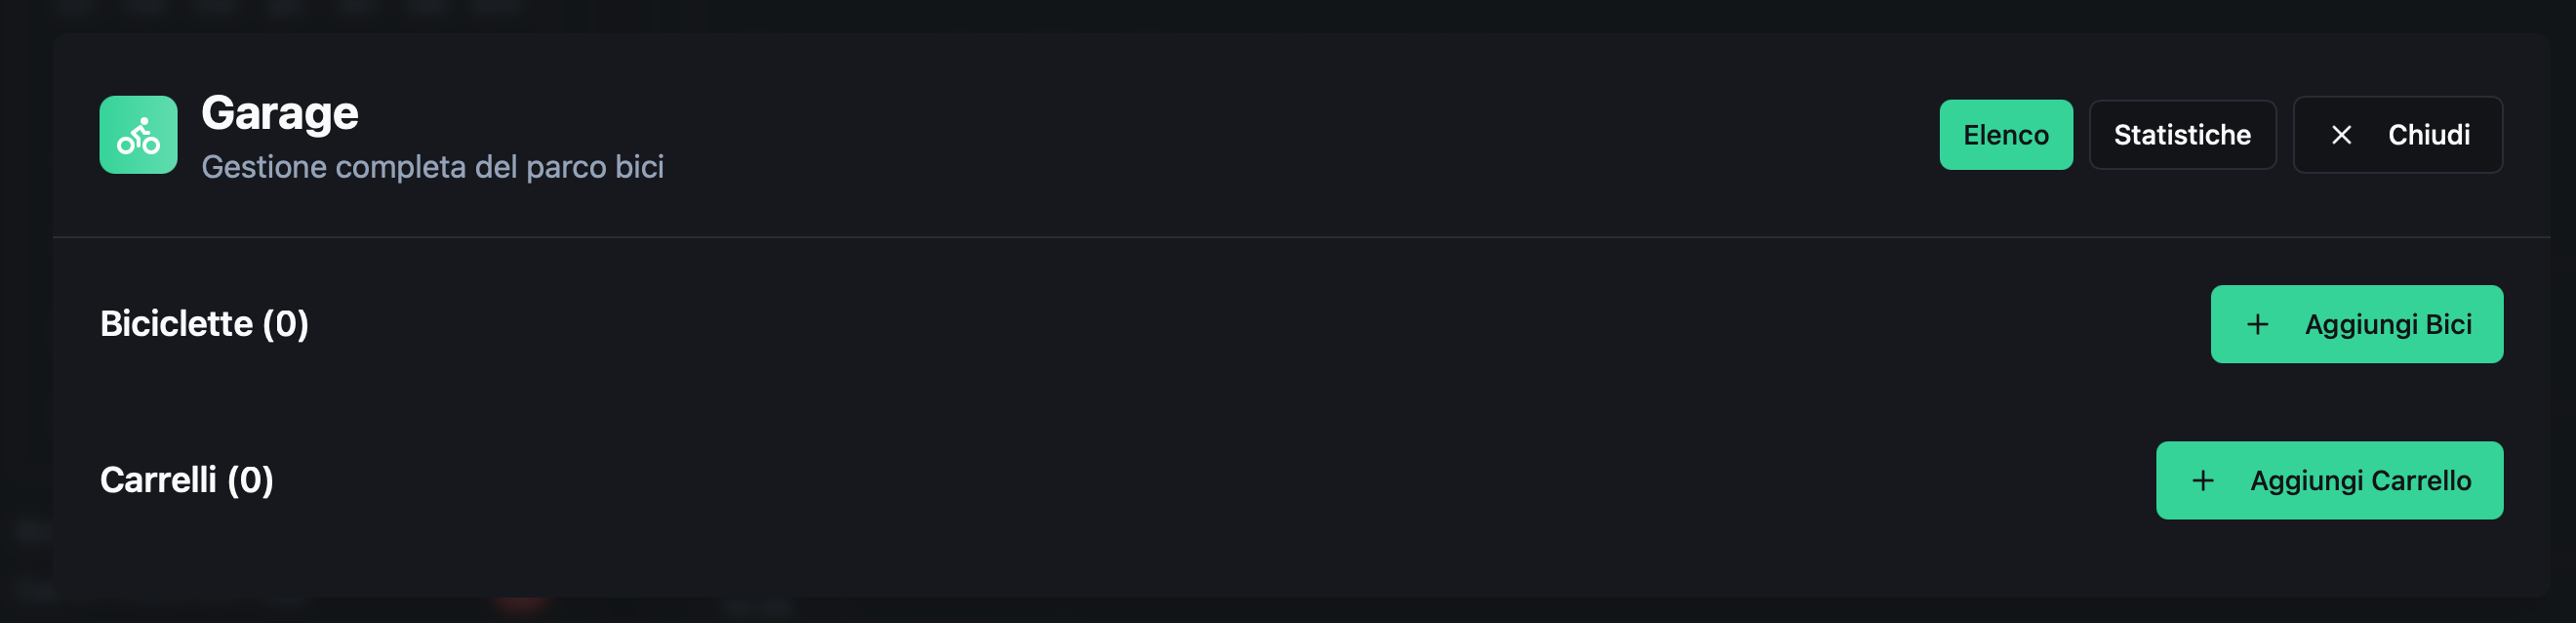 Garage
Gestione completa del parco bici
Elenco
Statistiche
Chiudi
Biciclette (0)
Aggiungi Bici
Carrelli (0)
Aggiungi Carrello